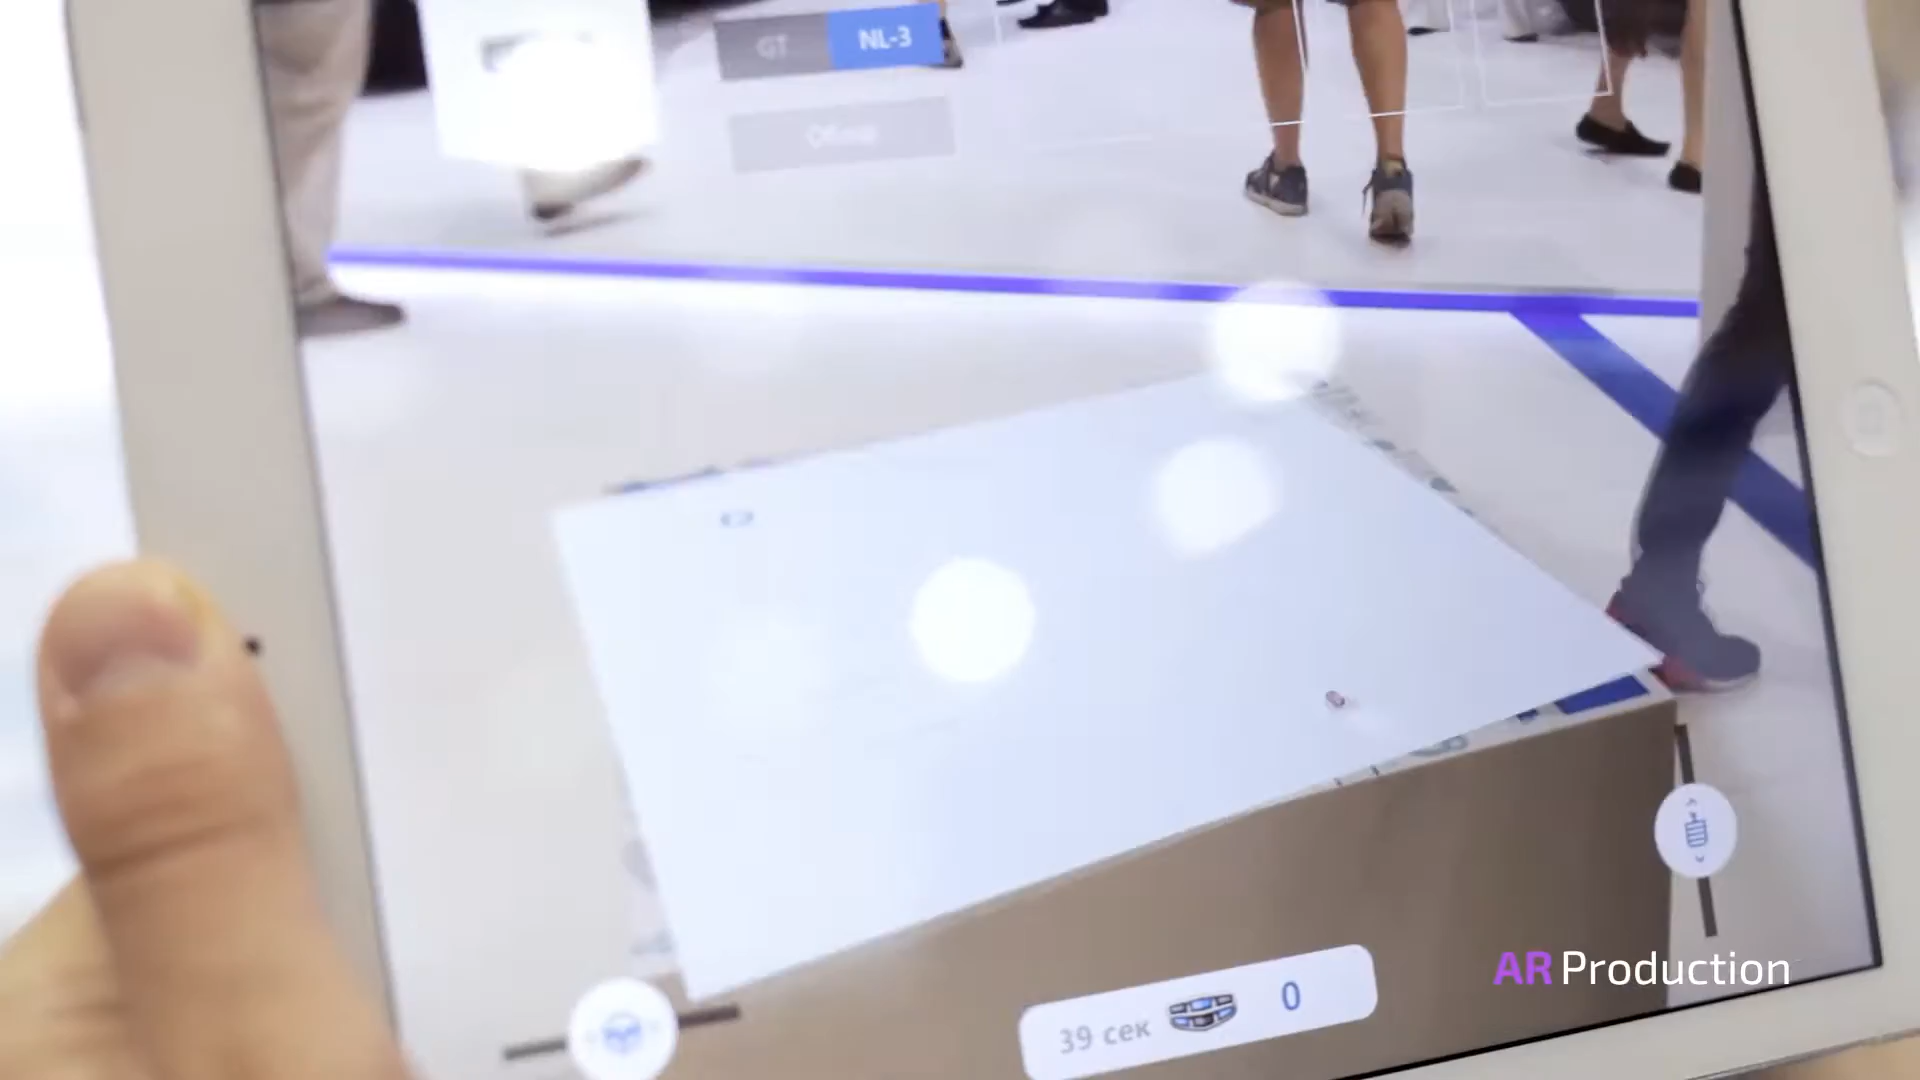 GT NL-3
39 сек 0
AR Production